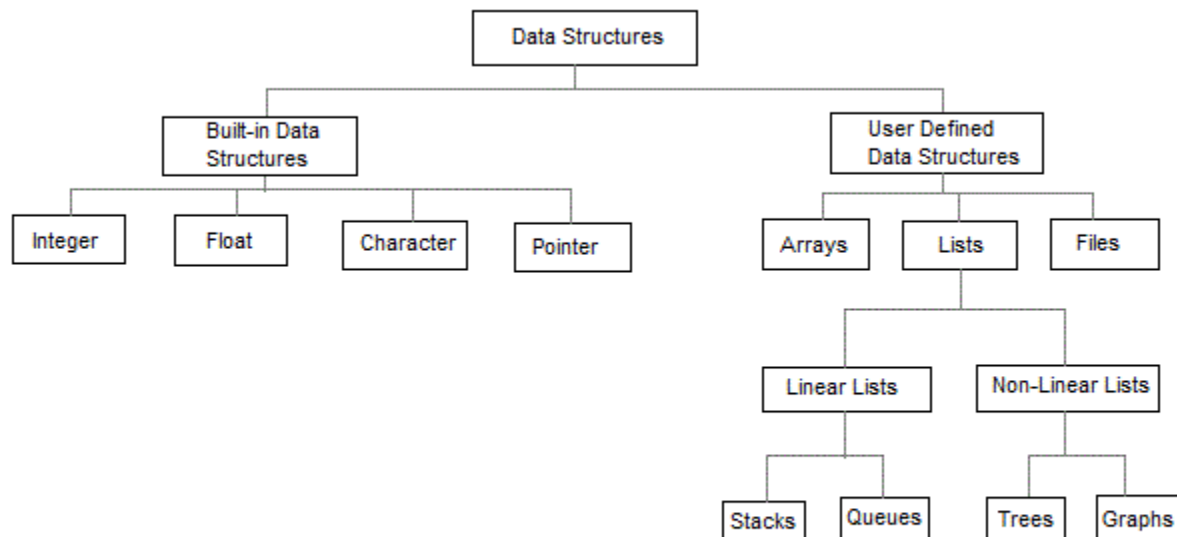 Data Structures
Built-in Data
Structures
User Defined
Data Structures
Integer
Float
Character
Pointer
Arrays
Lists
Files
Linear Lists
Non-Linear Lists
Stacks
Queues
Trees
Graphs